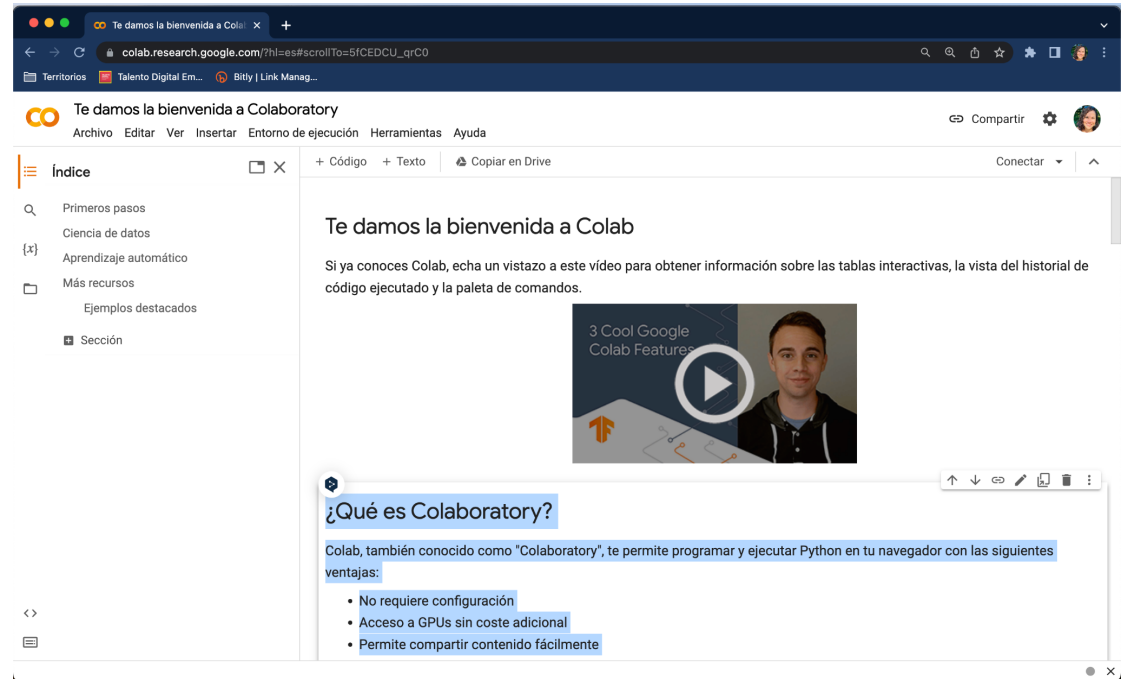 Te damos la bienvenida a Cola
colab.research.google.com/?hl=es#scrollTo=5fCEDCU_qrC0
Territorios Talento Digital Em... Bitly | Link Manag...
Te damos la bienvenida a Colaboratory
Archivo Editar Ver Insertar Entorno de ejecución Herramientas Ayuda
Compartir
Índice
Primeros pasos
Ciencia de datos
Aprendizaje automático
Más recursos
Ejemplos destacados
Sección
{x}
+ Código + Texto Copiar en Drive
Conectar
Te damos la bienvenida a Colab
Si ya conoces Colab, echa un vistazo a este vídeo para obtener información sobre las tablas interactivas, la vista del historial de
código ejecutado y la paleta de comandos.
3 Cool Google
Colab Features
¿Qué es Colaboratory?
Colab, también conocido como "Colaboratory", te permite programar y ejecutar Python en tu navegador con las siguientes
ventajas:
• No requiere configuración
• Acceso a GPUs sin coste adicional
• Permite compartir contenido fácilmente